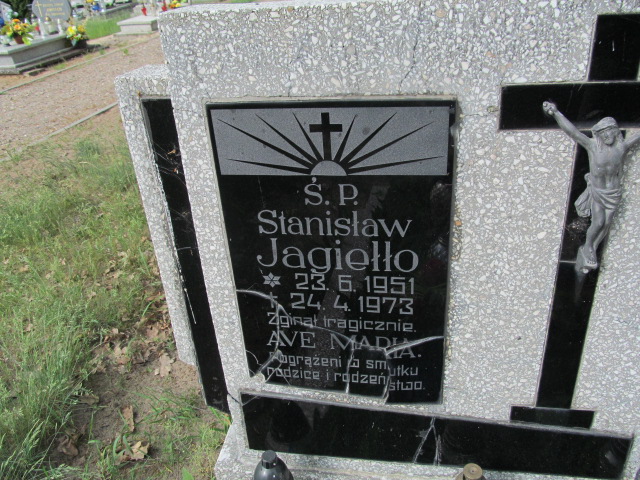 Ś. P.
Stanisław
Jagiełło
* 23. 6. 1951
† 24. 4. 1973
Zginął tragicznie.
AVE MARIA.
Pogrążeni w smutku
rodzice i rodzeństwo.